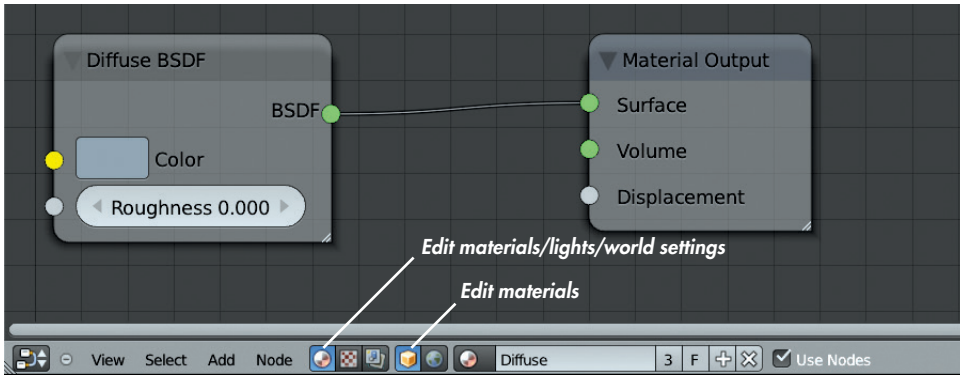 Diffuse BSDF
BSDF
Color
Roughness 0.000
Material Output
Surface
Volume
Displacement
Edit materials/lights/world settings
Edit materials
View Select Add Node Diffuse 3 F Use Nodes